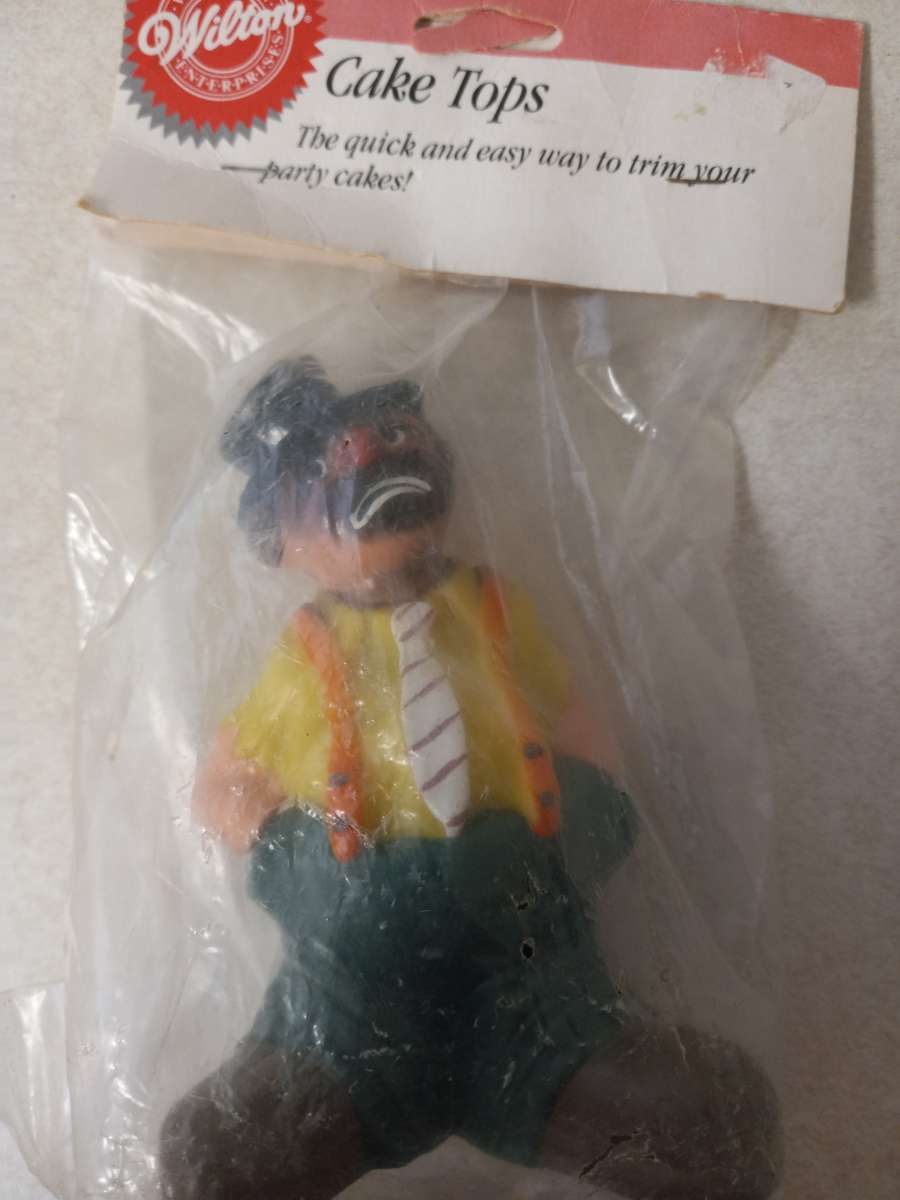 Wilton
ENTERPRISES
Cake Tops
The quick and easy way to trim your
party cakes!